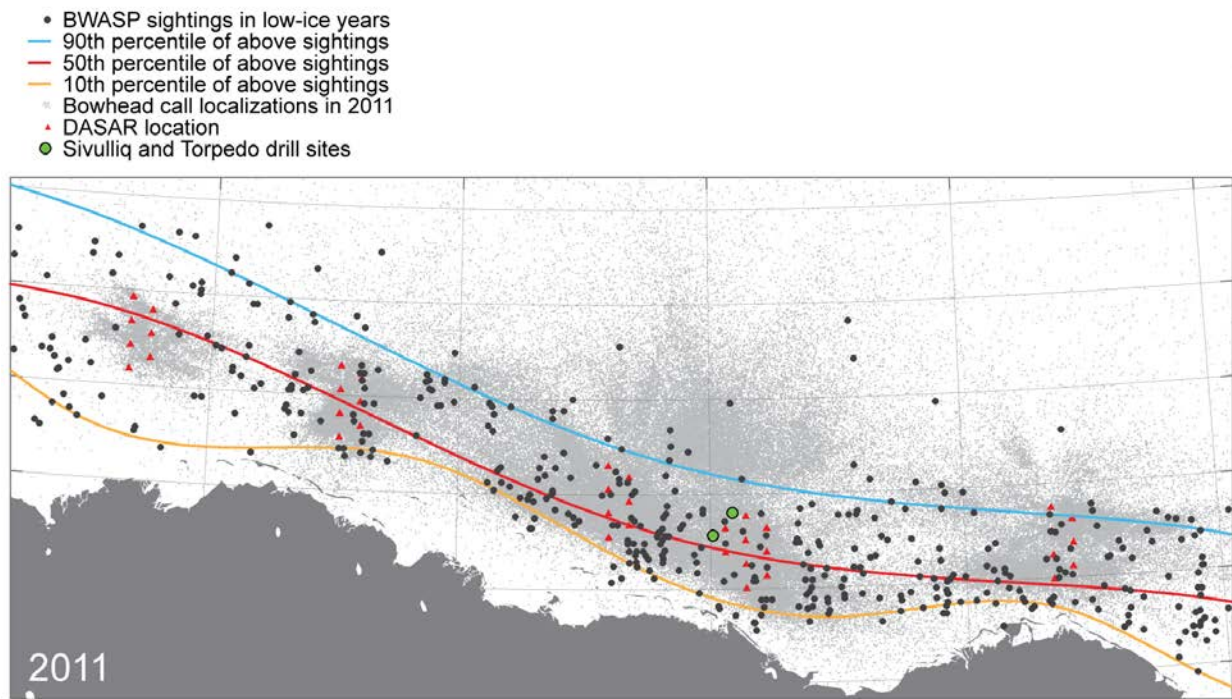 BWASP sightings in low-ice years
90th percentile of above sightings
50th percentile of above sightings
10th percentile of above sightings
Bowhead call localizations in 2011
DASAR location
Sivulliq and Torpedo drill sites
2011